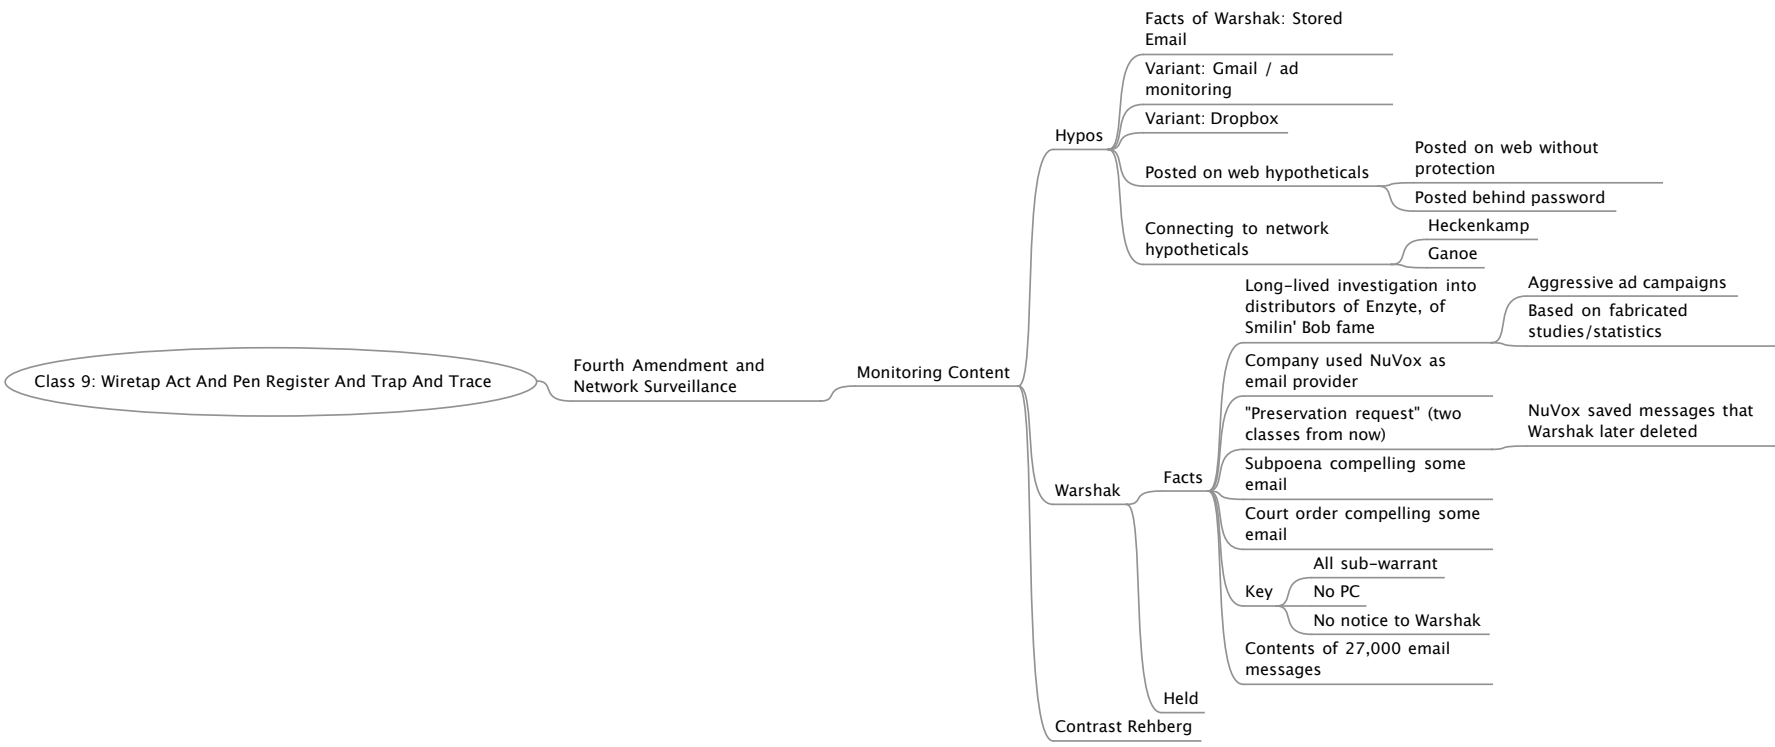 Class 9: Wiretap Act And Pen Register And Trap And Trace
Fourth Amendment and
Network Surveillance
Monitoring Content
Hypos
Facts of Warshak: Stored
Email
Variant: Gmail / ad
monitoring
Variant: Dropbox
Posted on web hypotheticals
Posted on web without
protection
Posted behind password
Connecting to network
hypotheticals
Heckenkamp
Ganoe
Warshak
Facts
Long-lived investigation into
distributors of Enzyte, of
Smilin' Bob fame
Aggressive ad campaigns
Based on fabricated
studies/statistics
Company used NuVox as
email provider
"Preservation request" (two
classes from now)
NuVox saved messages that
Warshak later deleted
Subpoena compelling some
email
Court order compelling some
email
Key
All sub-warrant
No PC
No notice to Warshak
Contents of 27,000 email
messages
Held
Contrast Rehberg